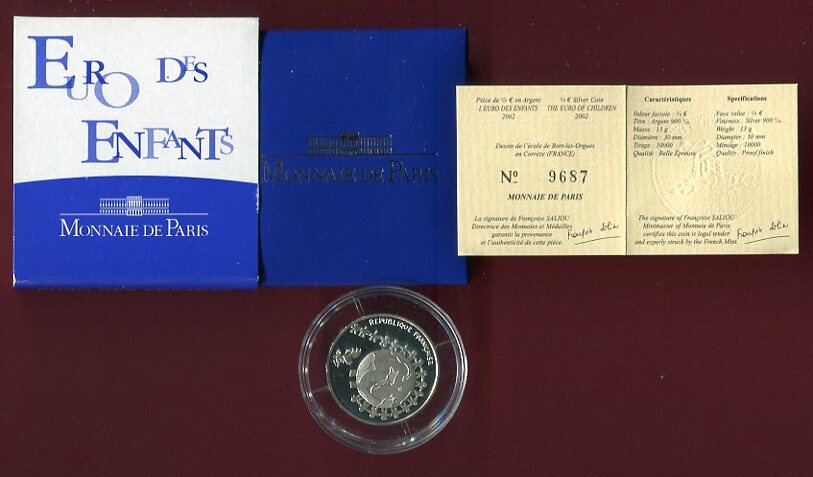 EURO DES
ENFANTS
MONNAIE DE PARIS
MONNAIE DE PARIS
Pièce de ¼ € en Argent
L'EURO DES ENFANTS
2002
¼ € Silver Coin
THE EURO OF CHILDREN
2002
Dessin de l'école de Bort-les-Orgues
en Corrèze (FRANCE)
Nº 9687
MONNAIE DE PARIS
La signature de Françoise SALIOU
Directrice des Monnaies et Médailles
garantit la provenance
et l'authenticité de cette pièce.
Caractéristiques
Valeur faciale : ¼ €
Titre : Argent 900 ‰
Masse : 13 g
Diamètre : 30 mm
Tirage : 10000
Qualité : Belle Épreuve
Specifications
Face value : ¼ €
Fineness : Silver 900 ‰
Weight : 13 g
Diameter : 30 mm
Mintage : 10000
Quality : Proof finish
The signature of Françoise SALIOU
Mintmaster of Monnaie de Paris
certifies this coin is legal tender
and expertly struck by the French Mint.
REPUBLIQUE FRANÇAISE